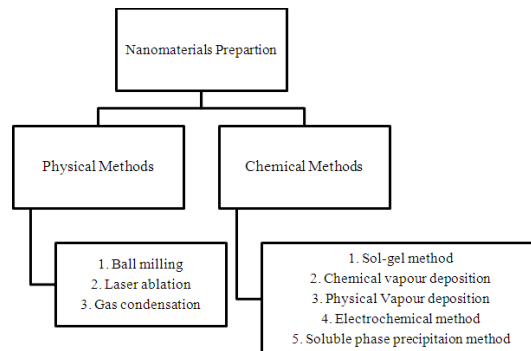 Nanomaterials Prepartion
Physical Methods
Chemical Methods
1. Ball milling
2. Laser ablation
3. Gas condensation
1. Sol-gel method
2. Chemical vapour deposition
3. Physical Vapour deposition
4. Electrochemical method
5. Soluble phase precipitaion method